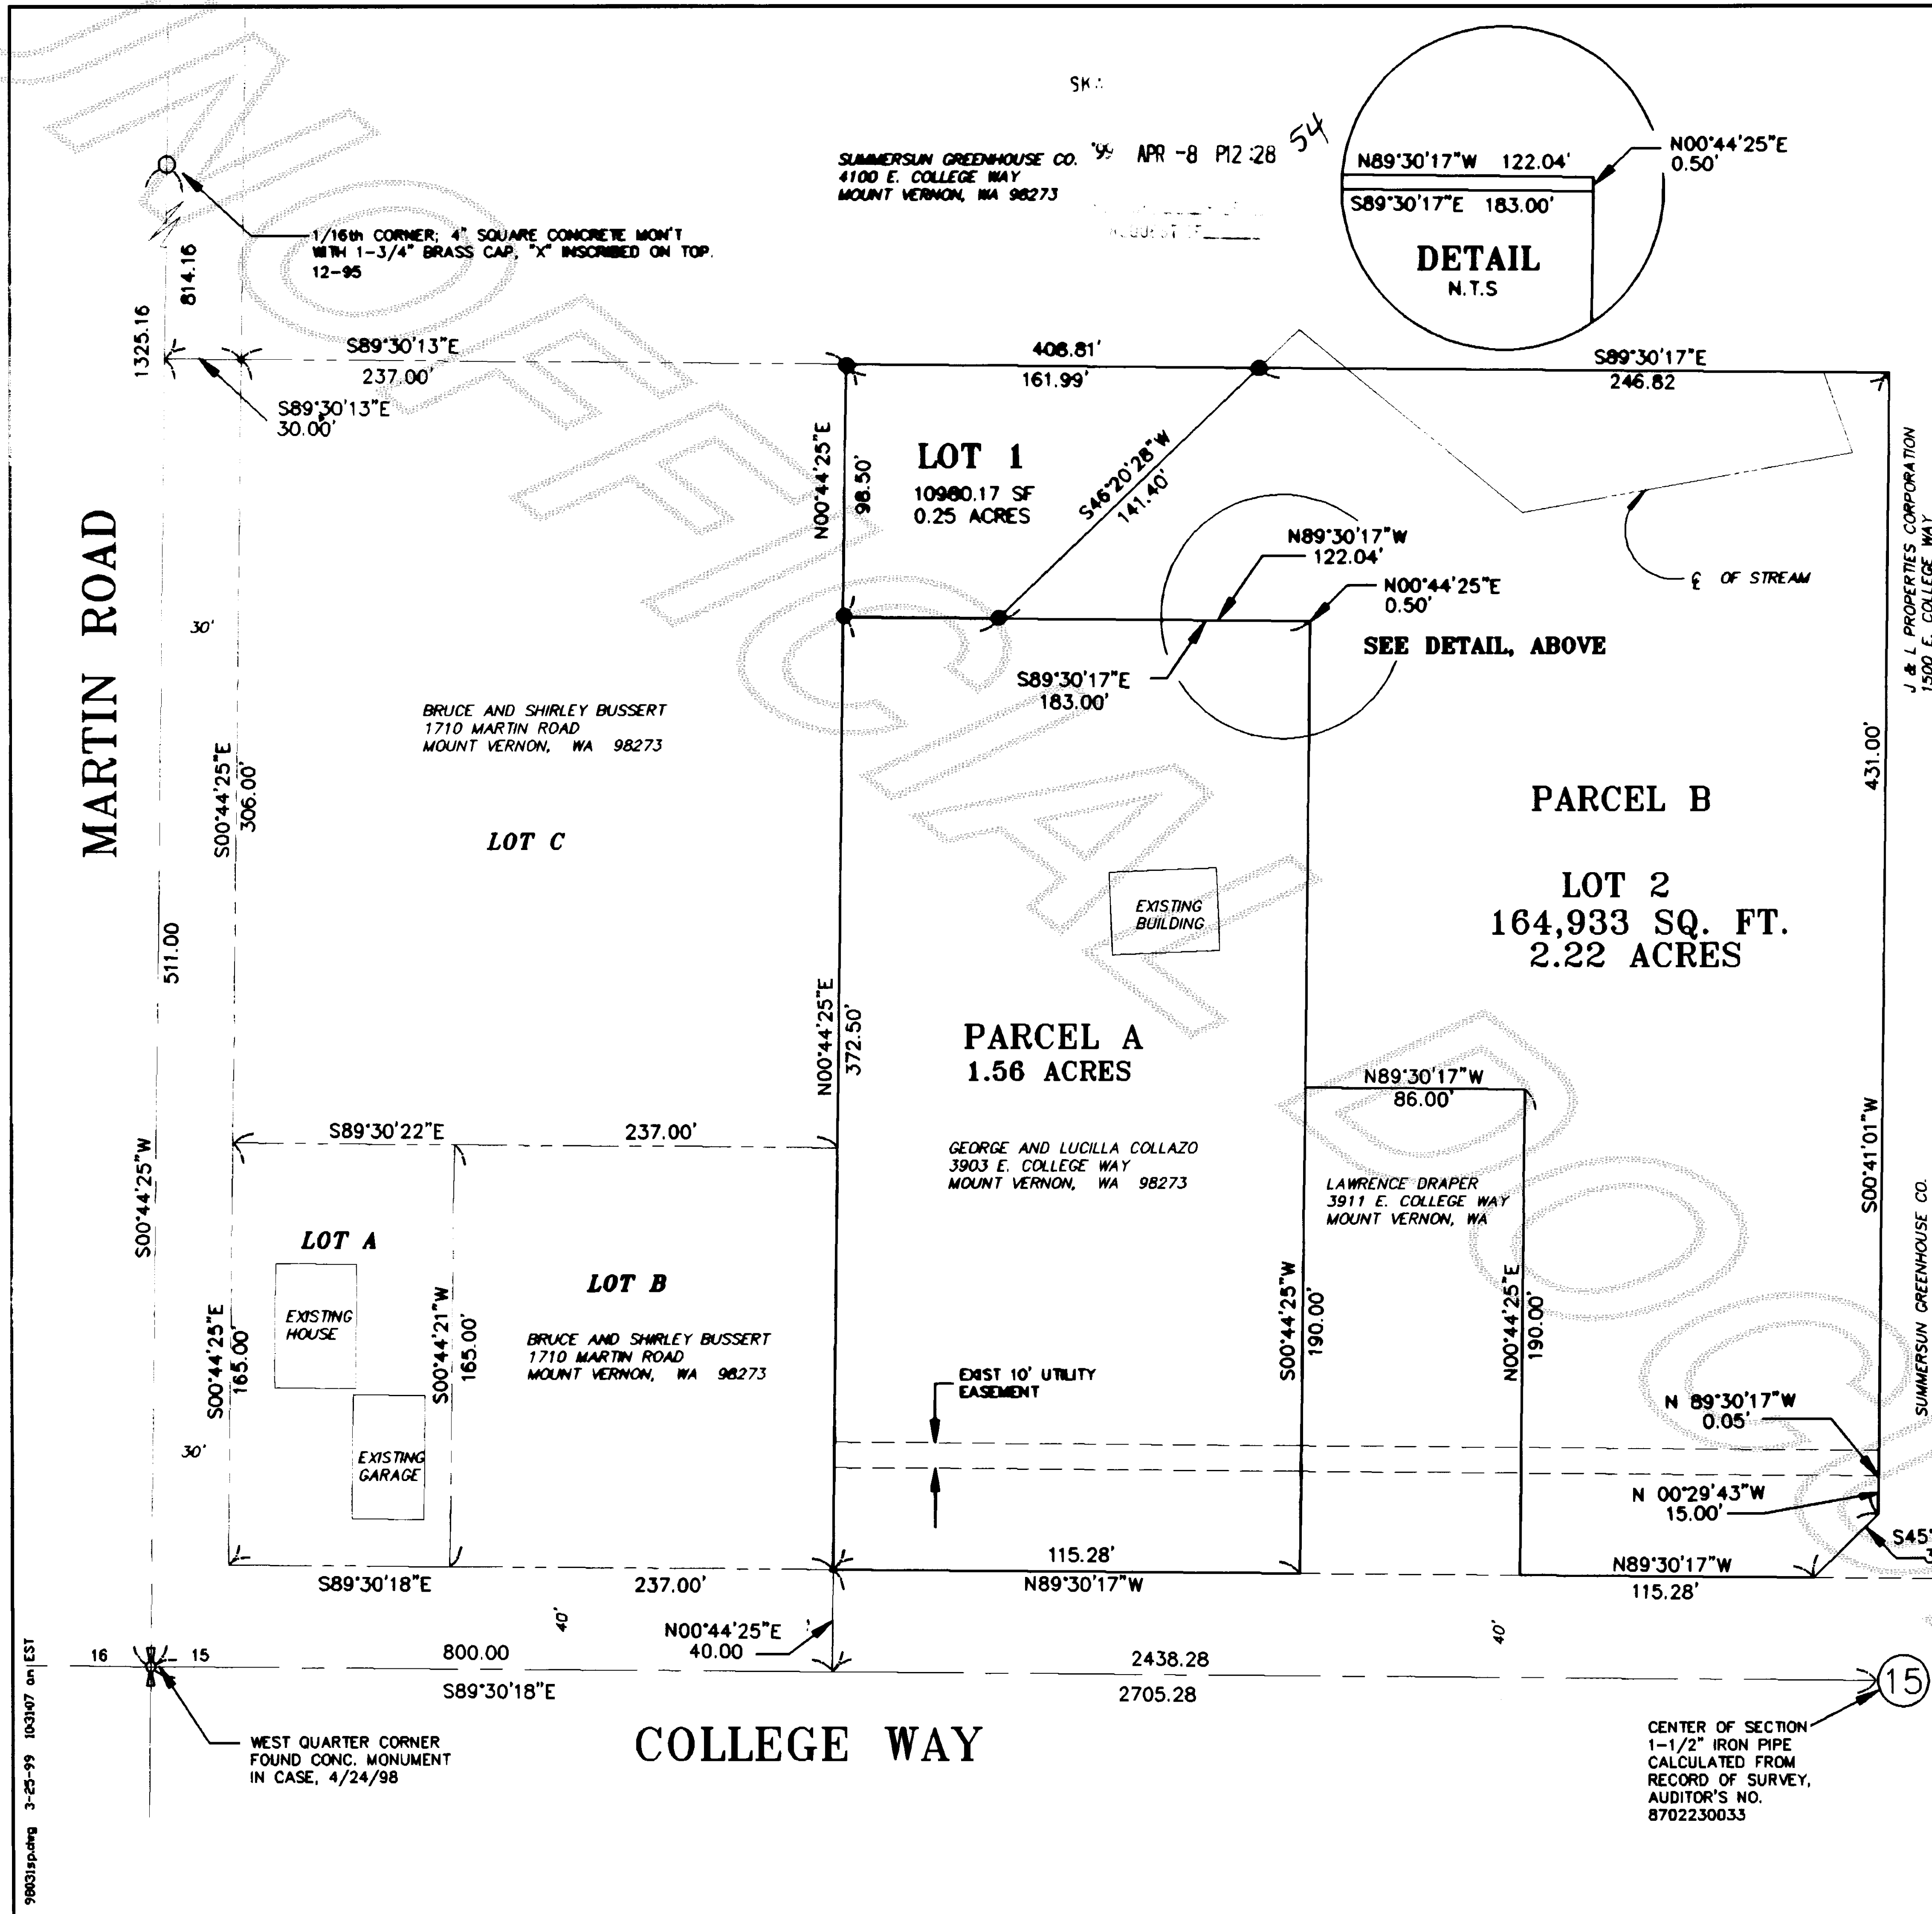 SUMMERSUN GREENHOUSE CO.
4100 E. COLLEGE WAY
MOUNT VERNON, WA 98273
'99 APR -8 P12:28
54
N89°30'17"W 122.04'
S89°30'17"E 183.00'
DETAIL
N.T.S
N00°44'25"E
0.50'
1/16th CORNER; 4" SQUARE CONCRETE MON'T
WITH 1-3/4" BRASS CAP, "X" INSCRIBED ON TOP.
12-95
814.16
1325.16
S89°30'13"E
237.00'
S89°30'13"E
30.00'
408.81'
161.99'
S89°30'17"E
246.82
LOT 1
10980.17 SF
0.25 ACRES
N00°44'25"E
98.50'
S46°20'28"W
141.40'
N89°30'17"W
122.04'
N00°44'25"E
0.50'
SEE DETAIL, ABOVE
S89°30'17"E
183.00'
℄ OF STREAM
J & L PROPERTIES CORPORATION
1500 E. COLLEGE WAY
MARTIN ROAD
30'
BRUCE AND SHIRLEY BUSSERT
1710 MARTIN ROAD
MOUNT VERNON, WA 98273
LOT C
S00°44'25"E
306.00'
511.00
431.00'
PARCEL B
LOT 2
164,933 SQ. FT.
2.22 ACRES
EXISTING
BUILDING
N00°44'25"E
372.50'
PARCEL A
1.56 ACRES
GEORGE AND LUCILLA COLLAZO
3903 E. COLLEGE WAY
MOUNT VERNON, WA 98273
N89°30'17"W
86.00'
LAWRENCE DRAPER
3911 E. COLLEGE WAY
MOUNT VERNON, WA
S00°41'01"W
SUMMERSUN GREENHOUSE CO.
S89°30'22"E
237.00'
S00°44'25"W
LOT A
EXISTING
HOUSE
EXISTING
GARAGE
S00°44'25"E
165.00'
S00°44'21"W
165.00'
LOT B
BRUCE AND SHIRLEY BUSSERT
1710 MARTIN ROAD
MOUNT VERNON, WA 98273
30'
EXIST 10' UTILITY
EASEMENT
S00°44'25"W
190.00'
N00°44'25"E
190.00'
N 89°30'17"W
0.05'
N 00°29'43"W
15.00'
S45°
S89°30'18"E
237.00'
115.28'
N89°30'17"W
N89°30'17"W
115.28'
40'
N00°44'25"E
40.00
40'
16
15
800.00
S89°30'18"E
2438.28
2705.28
15
WEST QUARTER CORNER
FOUND CONC. MONUMENT
IN CASE, 4/24/98
COLLEGE WAY
CENTER OF SECTION
1-1/2" IRON PIPE
CALCULATED FROM
RECORD OF SURVEY,
AUDITOR'S NO.
8702230033
98031sp.dwg 3-25-99 10:31:07 an EST
UNOFFICIAL DOC